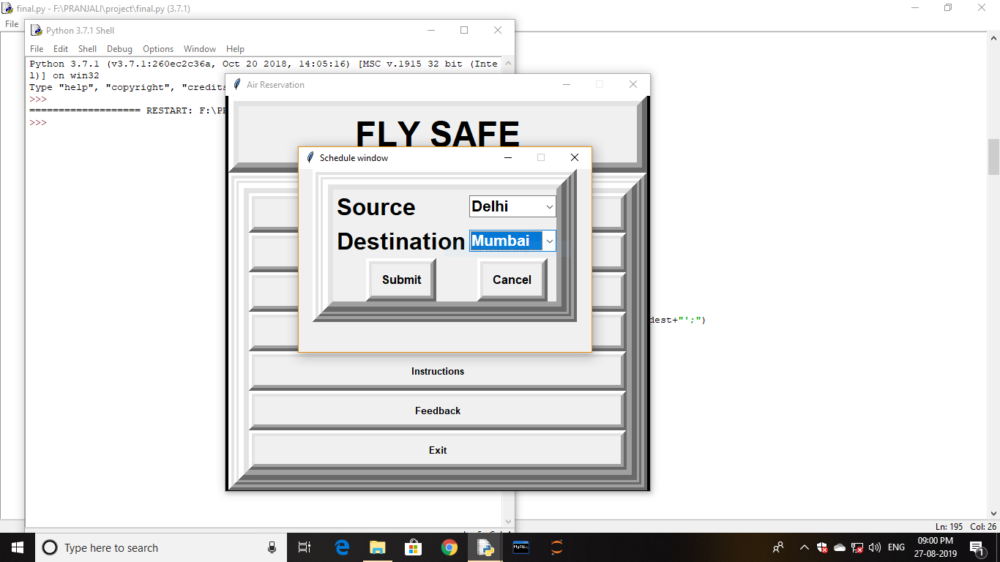 final.py - F:\PRANJALI\project\final.py (3.7.1)
File
Python 3.7.1 Shell
File Edit Shell Debug Options Window Help
Python 3.7.1 (v3.7.1:260ec2c36a, Oct 20 2018, 14:05:16) [MSC v.1915 32 bit (Inte
l)] on win32
Type "help", "copyright", "credits
>>>
=================== RESTART: F:\PR
>>>
Air Reservation
FLY SAFE
Schedule window
Source Delhi
Destination Mumbai
Submit Cancel
dest+"';")
Instructions
Feedback
Exit
Ln: 195 Col: 26
Type here to search
MySQL
ENG
09:00 PM
27-08-2019
1